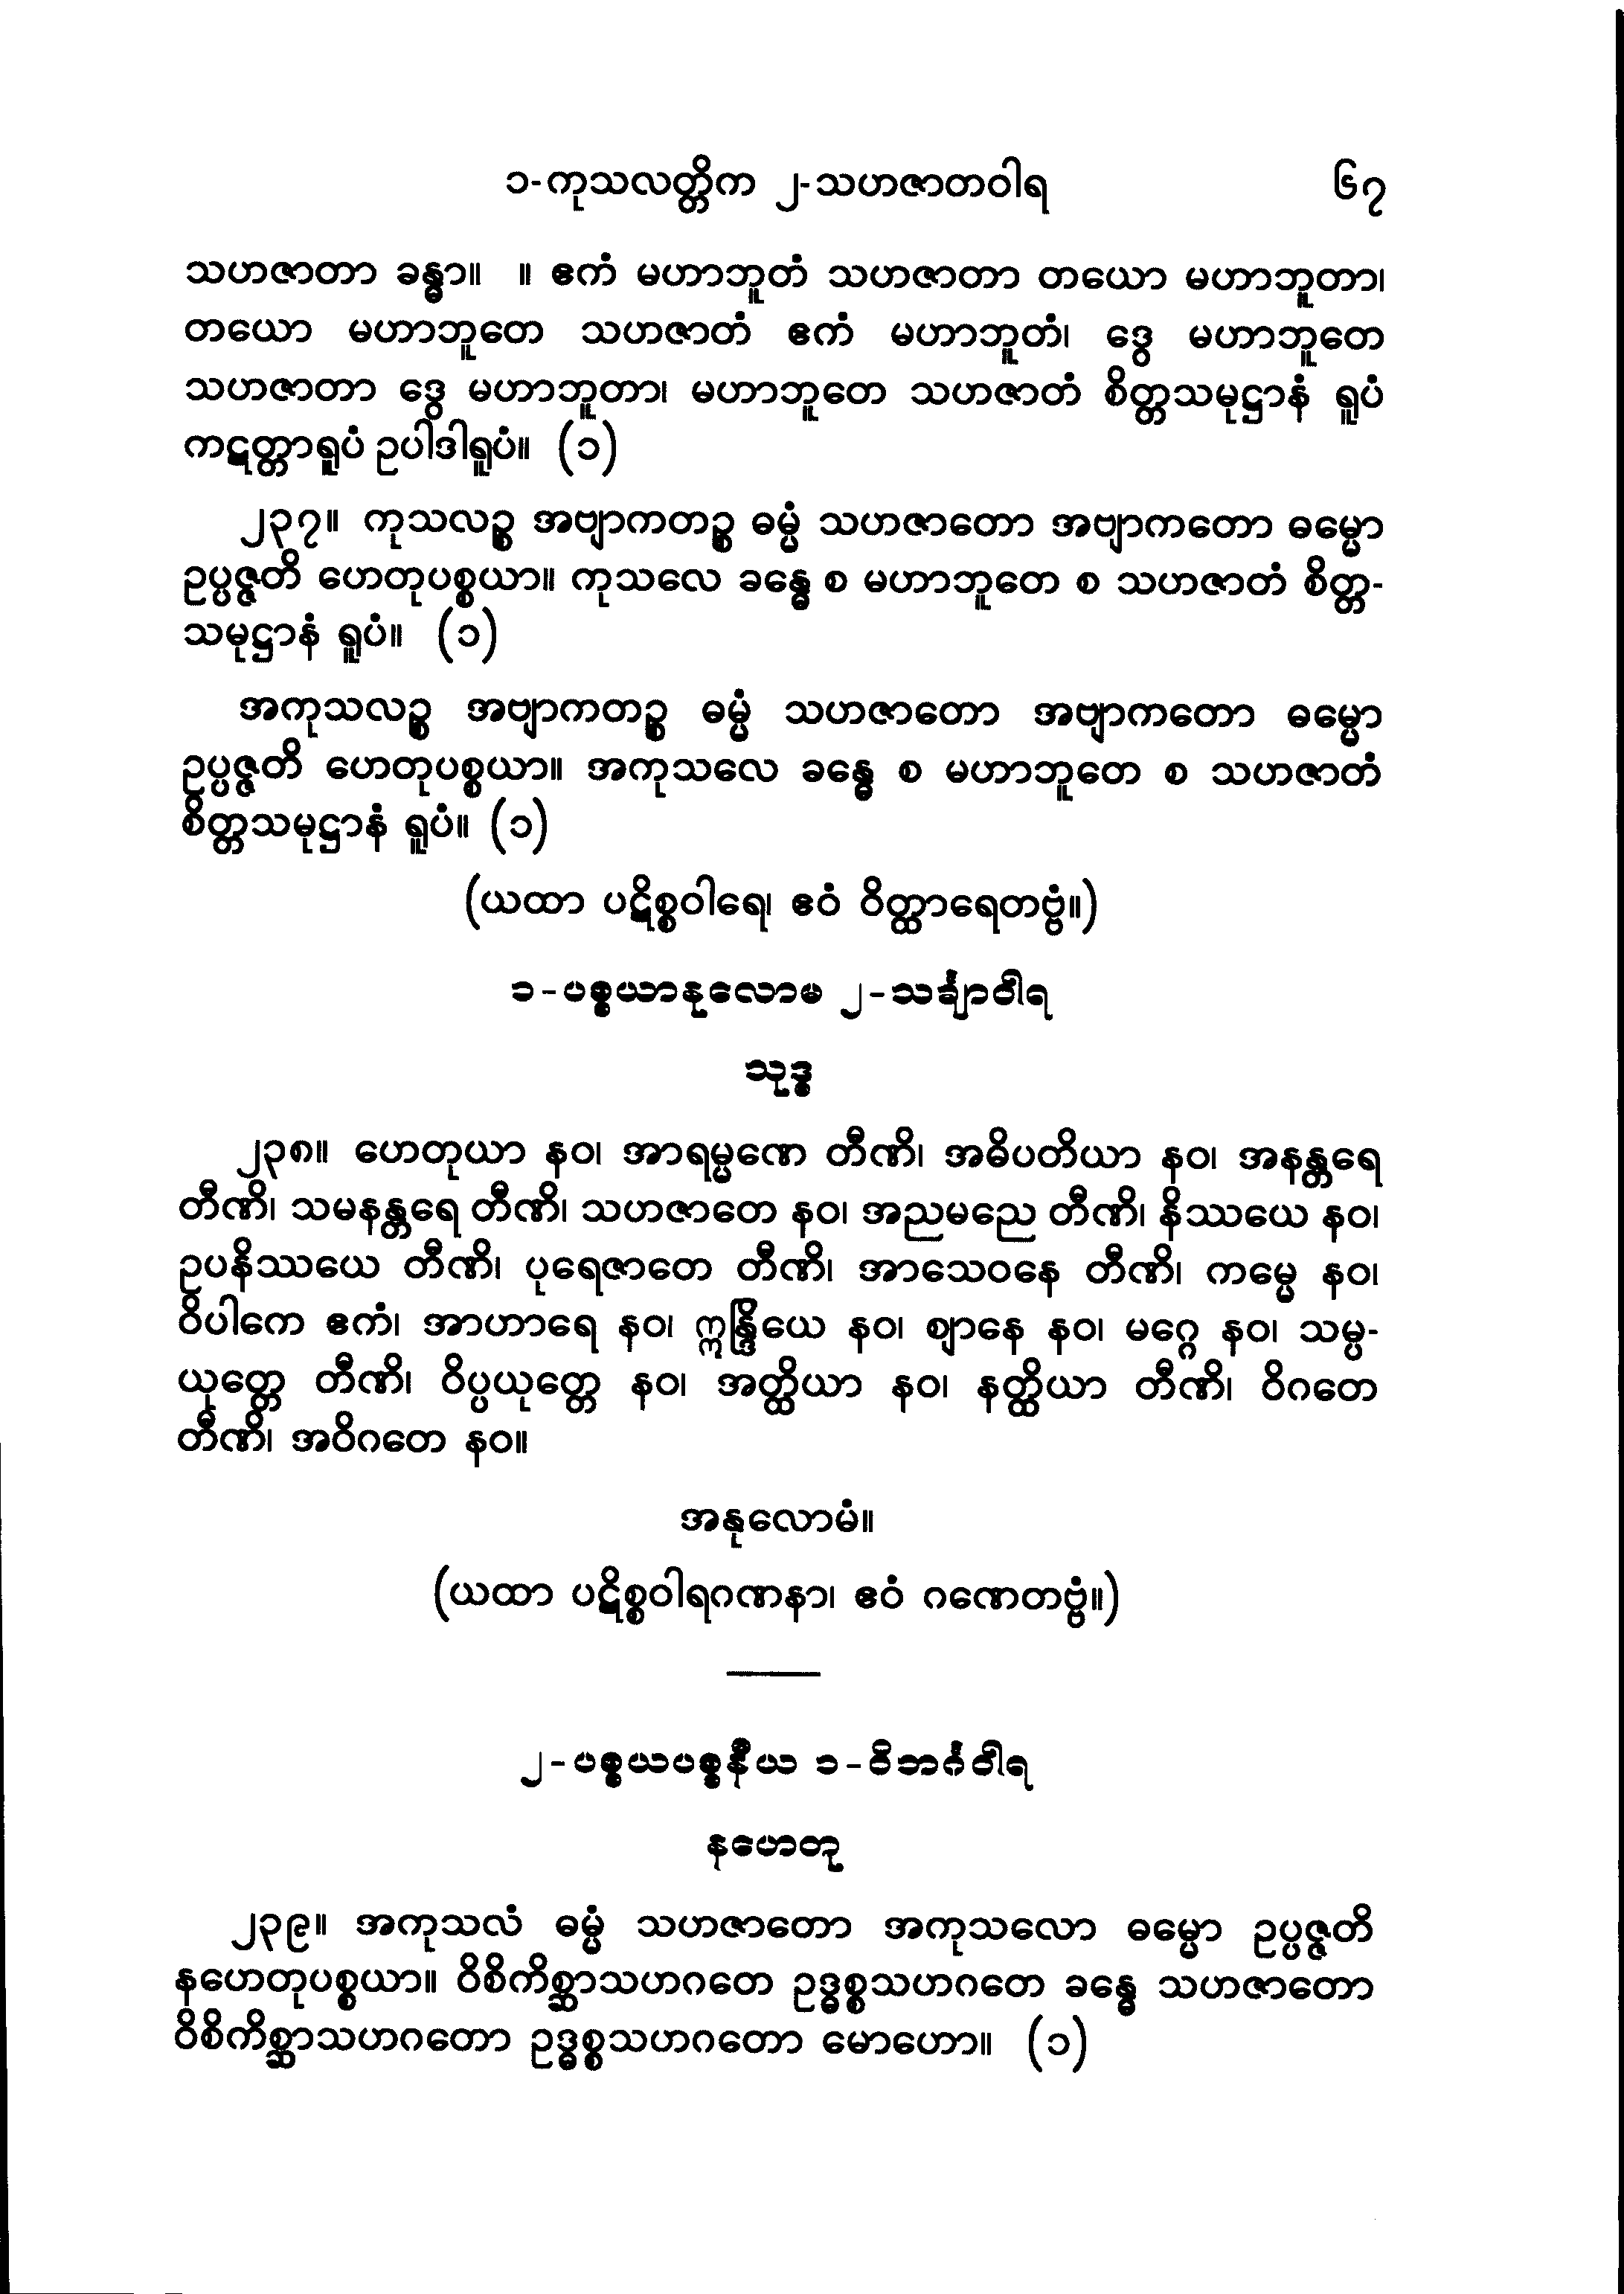 ၁-ကုသလတ္တိက ၂-သဟဇာတဝါရ ၆၇
သဟဇာတာ ခန္ဓာ။ ။ ဧကံ မဟာဘူတံ သဟဇာတာ တယော မဟာဘူတာ၊
တယော မဟာဘူတေ သဟဇာတံ ဧကံ မဟာဘူတံ၊ ဒွေ မဟာဘူတေ
သဟဇာတာ ဒွေ မဟာဘူတာ၊ မဟာဘူတေ သဟဇာတံ စိတ္တသမုဋ္ဌာနံ ရူပံ
ကဋတ္တာရူပံ ဥပါဒါရူပံ။ (၁)
၂၃၇။ ကုသလဉ္စ အဗျာကတဉ္စ ဓမ္မံ သဟဇာတော အဗျာကတော ဓမ္မော
ဥပ္ပဇ္ဇတိ ဟေတုပစ္စယာ။ ကုသလေ ခန္ဓေ စ မဟာဘူတေ စ သဟဇာတံ စိတ္တ-
သမုဋ္ဌာနံ ရူပံ။ (၁)
အကုသလဉ္စ အဗျာကတဉ္စ ဓမ္မံ သဟဇာတော အဗျာကတော ဓမ္မော
ဥပ္ပဇ္ဇတိ ဟေတုပစ္စယာ။ အကုသလေ ခန္ဓေ စ မဟာဘူတေ စ သဟဇာတံ
စိတ္တသမုဋ္ဌာနံ ရူပံ။ (၁)
(ယထာ ပဋိစ္စဝါရေ၊ ဧဝံ ဝိတ္ထာရေတဗ္ဗံ။)
၁-ပစ္စယာနုလောမ ၂-သင်္ချာဝါရ
သုဒ္ဓ
၂၃၈။ ဟေတုယာ နဝ၊ အာရမ္မဏေ တီဏိ၊ အဓိပတိယာ နဝ၊ အနန္တရေ
တီဏိ၊ သမနန္တရေ တီဏိ၊ သဟဇာတေ နဝ၊ အညမညေ တီဏိ၊ နိဿယေ နဝ၊
ဥပနိဿယေ တီဏိ၊ ပုရေဇာတေ တီဏိ၊ အာသေဝနေ တီဏိ၊ ကမ္မေ နဝ၊
ဝိပါကေ ဧကံ၊ အာဟာရေ နဝ၊ ဣန္ဒြိယေ နဝ၊ ဈာနေ နဝ၊ မဂ္ဂေ နဝ၊ သမ္ပ-
ယုတ္တေ တီဏိ၊ ဝိပ္ပယုတ္တေ နဝ၊ အတ္ထိယာ နဝ၊ နတ္ထိယာ တီဏိ၊ ဝိဂတေ
တီဏိ၊ အဝိဂတေ နဝ။
အနုလောမံ။
(ယထာ ပဋိစ္စဝါရဂဏနာ၊ ဧဝံ ဂဏေတဗ္ဗံ။)
၂-ပစ္စယပစ္စနီယ ၁-ဝိဘင်္ဂဝါရ
နဟေတု
၂၃၉။ အကုသလံ ဓမ္မံ သဟဇာတော အကုသလော ဓမ္မော ဥပ္ပဇ္ဇတိ
နဟေတုပစ္စယာ။ ဝိစိကိစ္ဆာသဟဂတေ ဥဒ္ဓစ္စသဟဂတေ ခန္ဓေ သဟဇာတော
ဝိစိကိစ္ဆာသဟဂတော ဥဒ္ဓစ္စသဟဂတော မောဟော။ (၁)